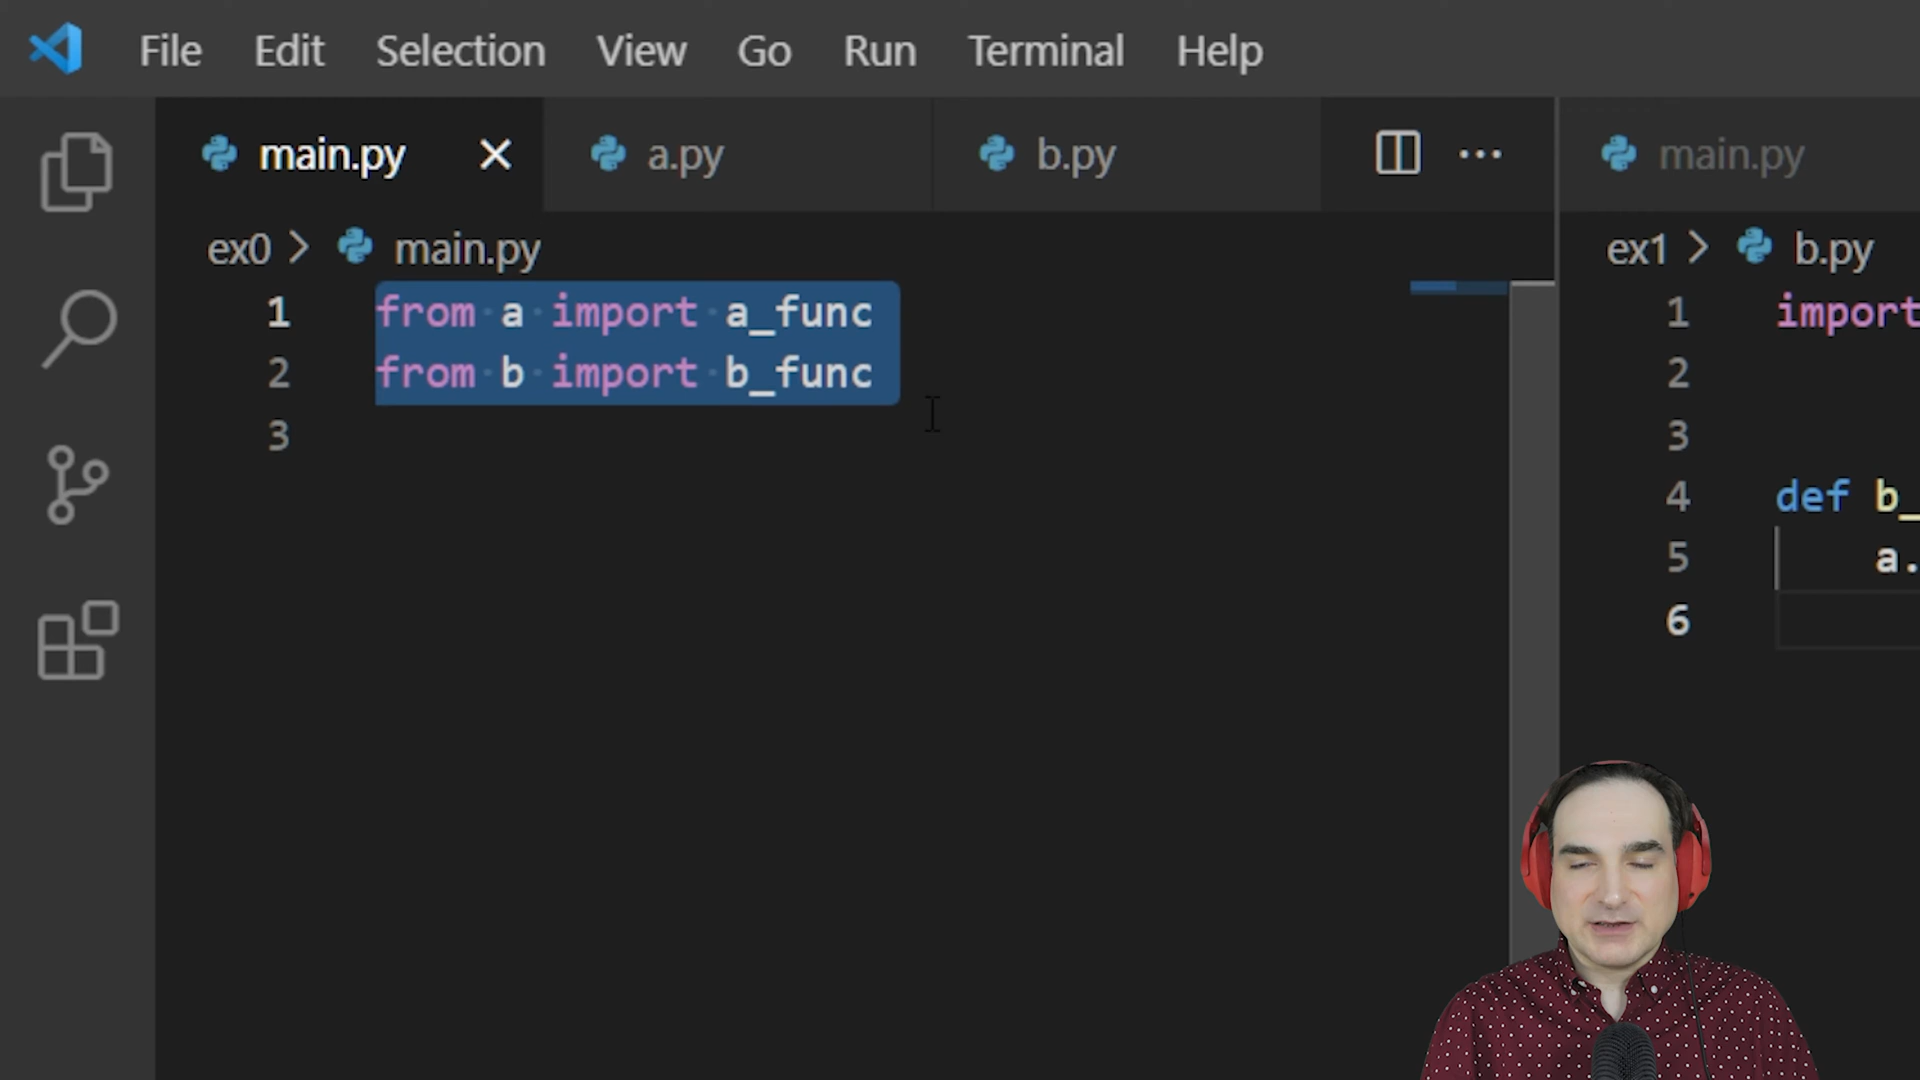 File Edit Selection View Go Run Terminal Help
main.py a.py b.py ···
main.py
ex0 > main.py
1 from a import a_func
2 from b import b_func
3
ex1 > b.py
1 import
2
3
4 def b_
5 a.
6